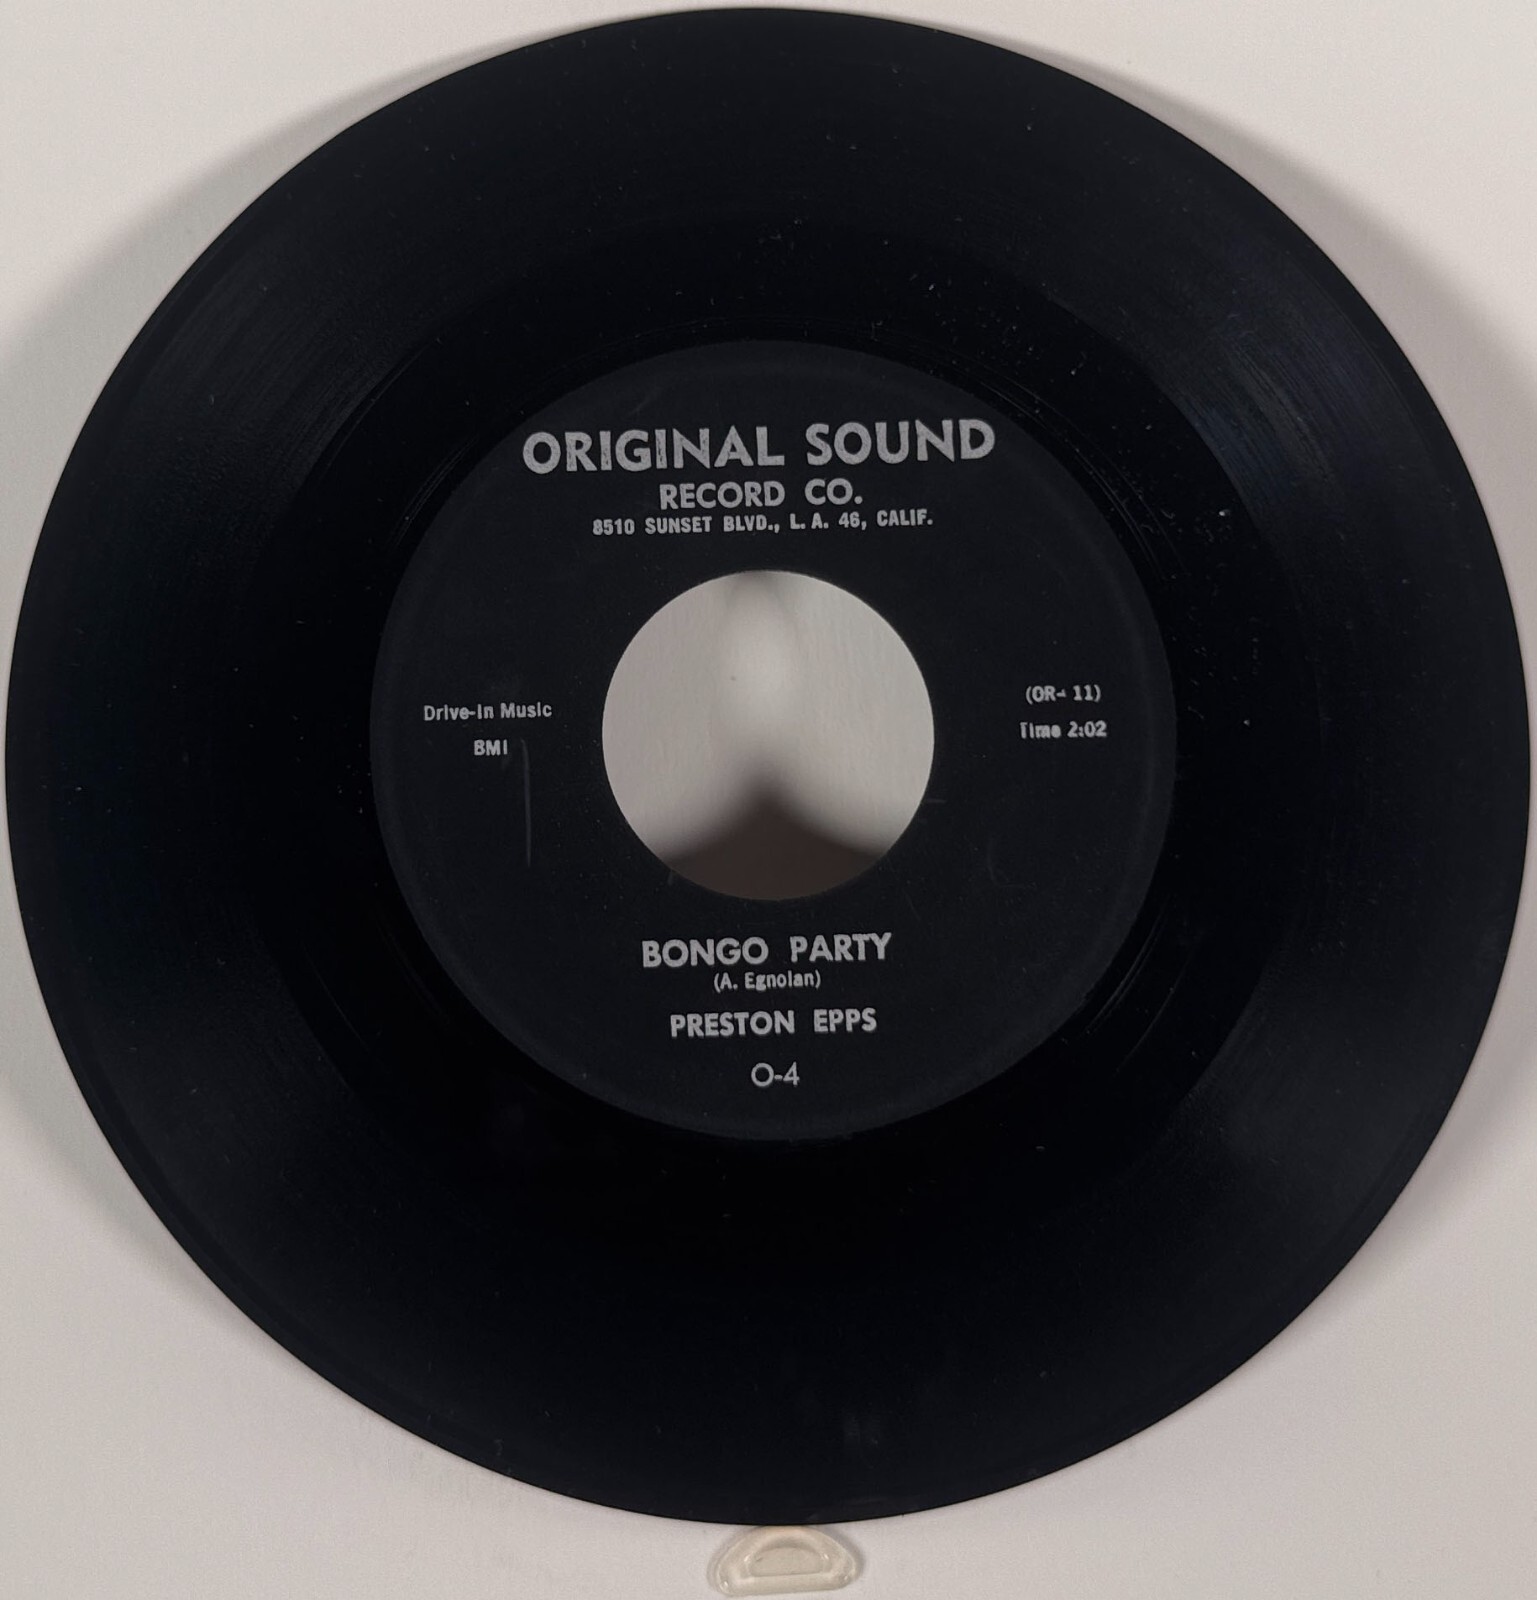 ORIGINAL SOUND
RECORD CO.
8510 SUNSET BLVD., L. A. 46, CALIF.
Drive-In Music
BMI
(OR- 11)
Time 2:02
BONGO PARTY
(A. Egnolan)
PRESTON EPPS
O-4